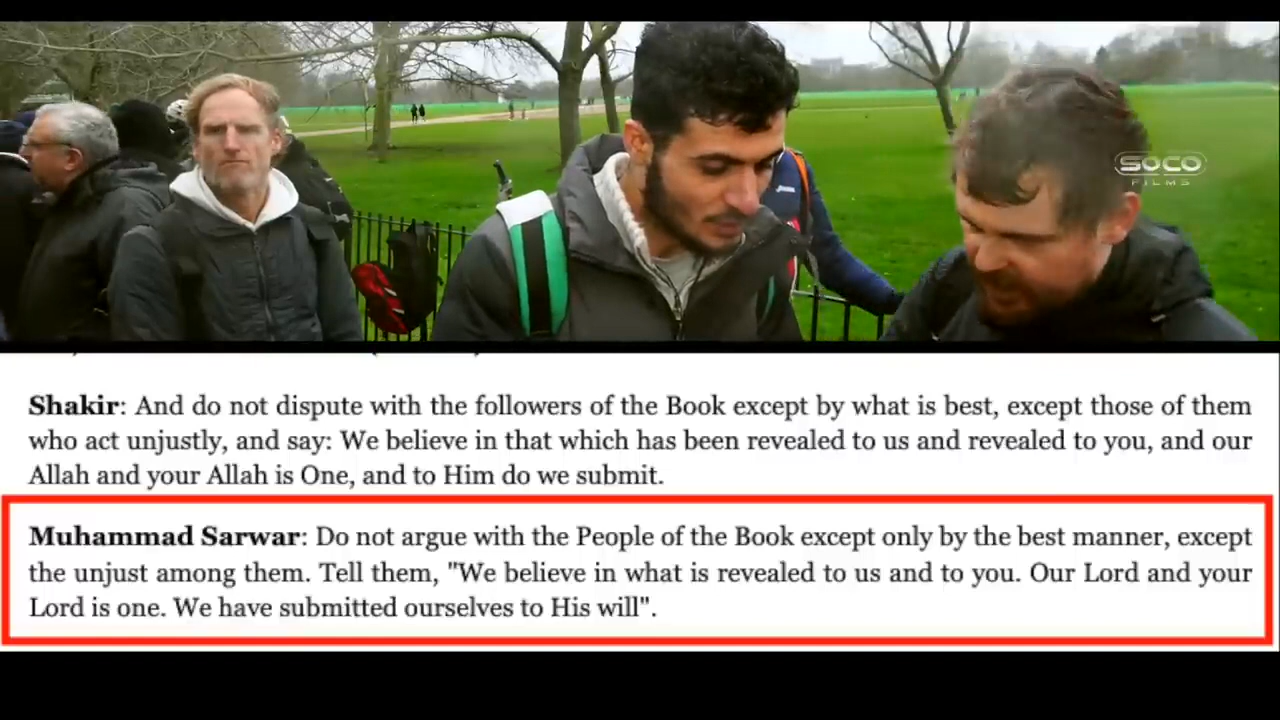 SOCO
FILMS
Shakir: And do not dispute with the followers of the Book except by what is best, except those of them
who act unjustly, and say: We believe in that which has been revealed to us and revealed to you, and our
Allah and your Allah is One, and to Him do we submit.
Muhammad Sarwar: Do not argue with the People of the Book except only by the best manner, except
the unjust among them. Tell them, "We believe in what is revealed to us and to you. Our Lord and your
Lord is one. We have submitted ourselves to His will".